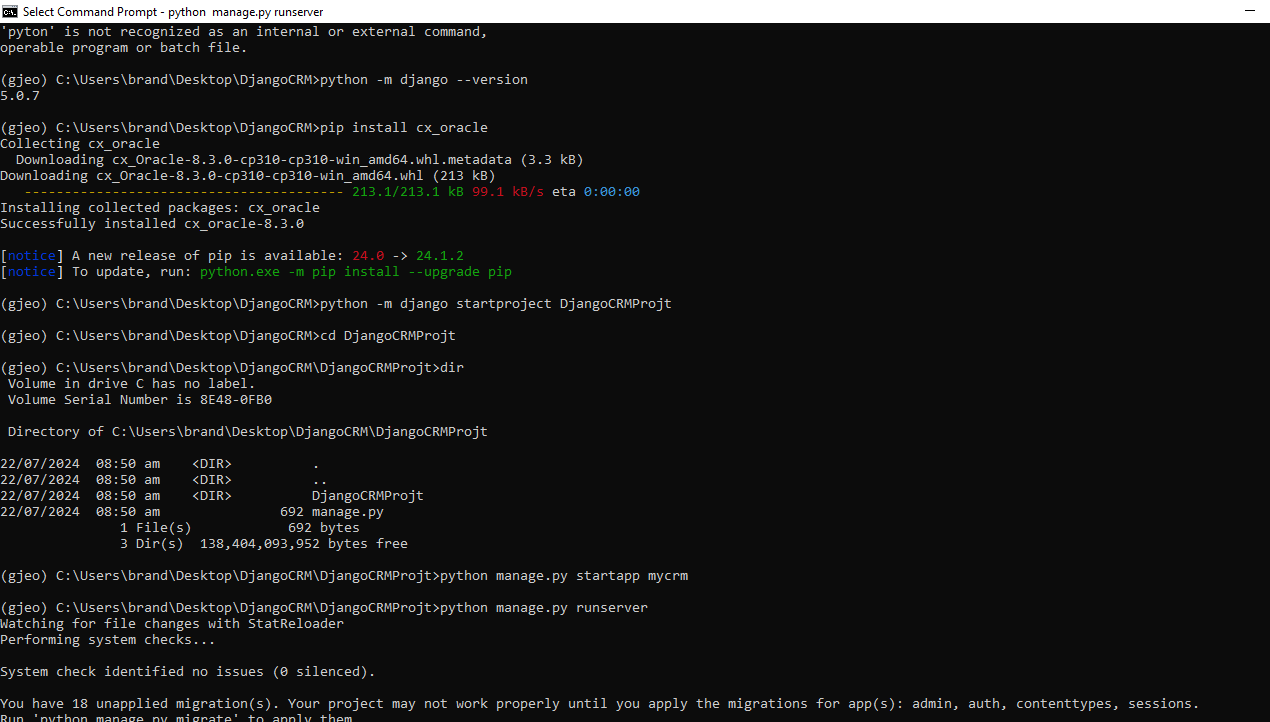 Select Command Prompt - python  manage.py runserver
'pyton' is not recognized as an internal or external command,
operable program or batch file.
(gjeo) C:\Users\brand\Desktop\DjangoCRM>python -m django --version
5.0.7
(gjeo) C:\Users\brand\Desktop\DjangoCRM>pip install cx_oracle
Collecting cx_oracle
  Downloading cx_Oracle-8.3.0-cp310-cp310-win_amd64.whl.metadata (3.3 kB)
Downloading cx_Oracle-8.3.0-cp310-cp310-win_amd64.whl (213 kB)
   ---------------------------------------- 213.1/213.1 kB 99.1 kB/s eta 0:00:00
Installing collected packages: cx_oracle
Successfully installed cx_oracle-8.3.0
[notice] A new release of pip is available: 24.0 -> 24.1.2
[notice] To update, run: python.exe -m pip install --upgrade pip
(gjeo) C:\Users\brand\Desktop\DjangoCRM>python -m django startproject DjangoCRMProjt
(gjeo) C:\Users\brand\Desktop\DjangoCRM>cd DjangoCRMProjt
(gjeo) C:\Users\brand\Desktop\DjangoCRM\DjangoCRMProjt>dir
 Volume in drive C has no label.
 Volume Serial Number is 8E48-0FB0
 Directory of C:\Users\brand\Desktop\DjangoCRM\DjangoCRMProjt
22/07/2024  08:50 am    <DIR>          .
22/07/2024  08:50 am    <DIR>          ..
22/07/2024  08:50 am    <DIR>          DjangoCRMProjt
22/07/2024  08:50 am               692 manage.py
               1 File(s)            692 bytes
               3 Dir(s)  138,404,093,952 bytes free
(gjeo) C:\Users\brand\Desktop\DjangoCRM\DjangoCRMProjt>python manage.py startapp mycrm
(gjeo) C:\Users\brand\Desktop\DjangoCRM\DjangoCRMProjt>python manage.py runserver
Watching for file changes with StatReloader
Performing system checks...
System check identified no issues (0 silenced).
You have 18 unapplied migration(s). Your project may not work properly until you apply the migrations for app(s): admin, auth, contenttypes, sessions.
Run 'python manage.py migrate' to apply them.